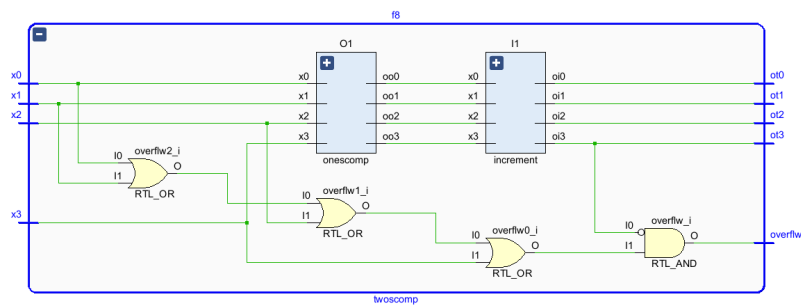 f8
O1
I1
x0 x0 oo0 x0 oi0 ot0
x1 x1 oo1 x1 oi1 ot1
x2 x2 oo2 x2 oi2 ot2
x3 oo3 x3 oi3 ot3
onescomp increment
overflw2_i
I0 O
I1
RTL_OR
overflw1_i
I0 O
I1
RTL_OR
x3
overflw0_i
I0 O
I1
RTL_OR
overflw_i
I0 O
I1
RTL_AND
overflw
twoscomp